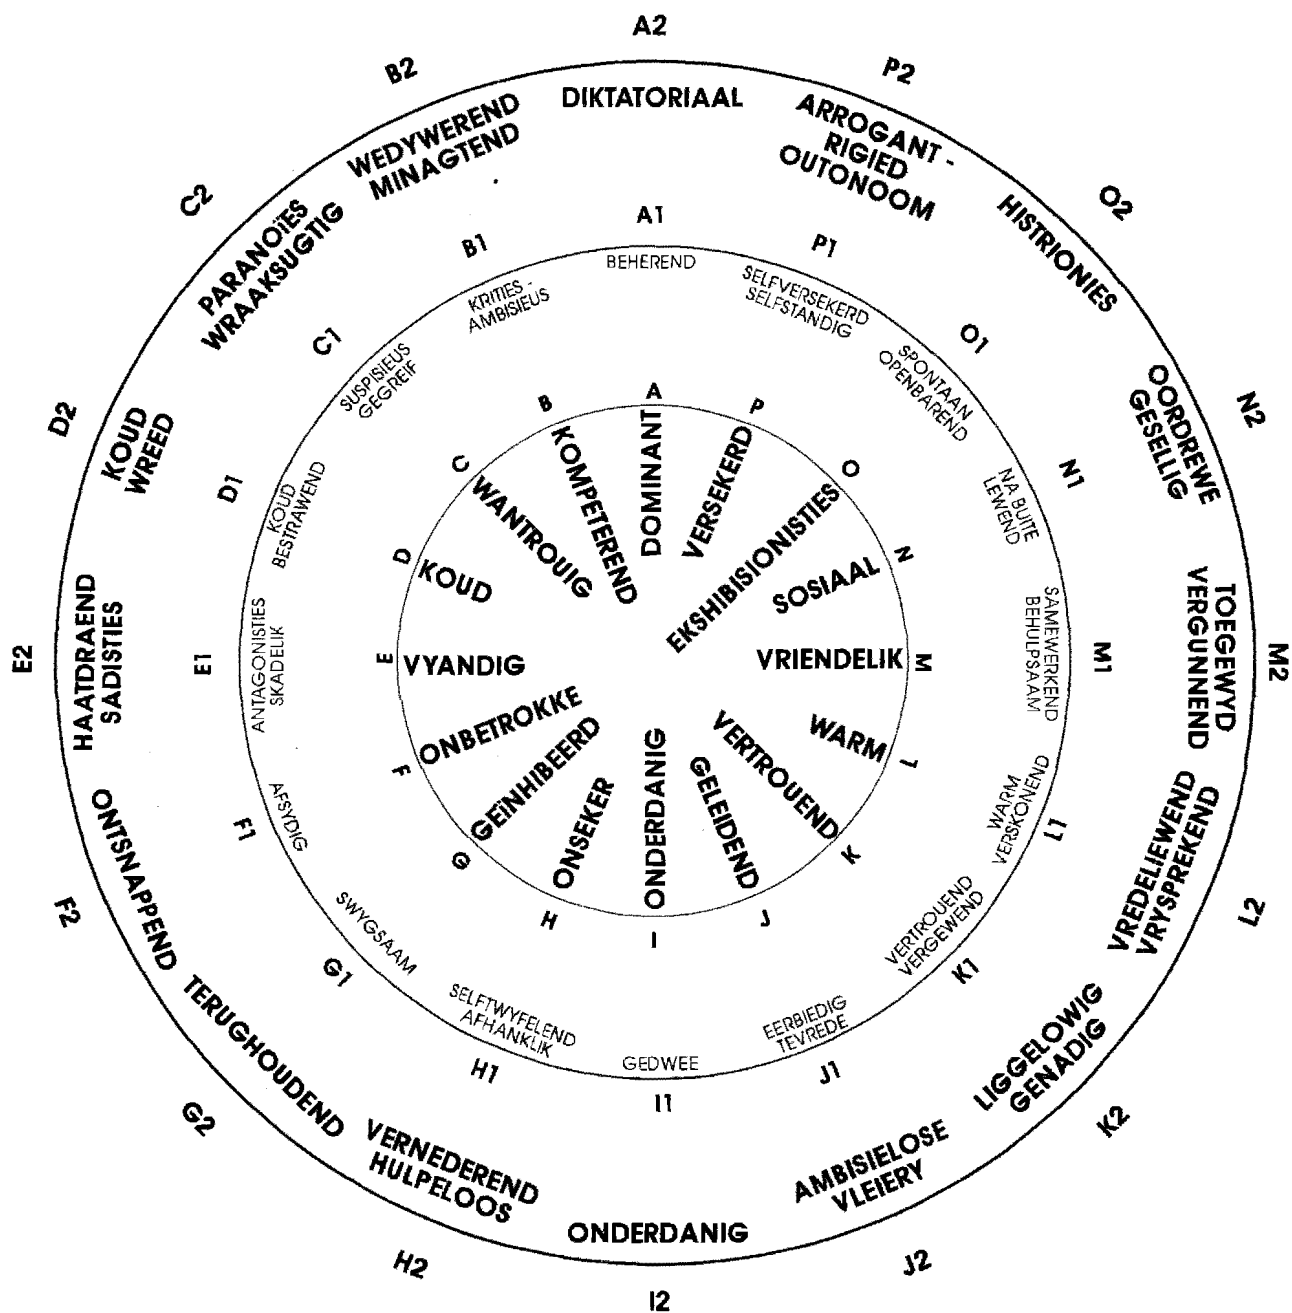 A2
DIKTATORIAAL
P2
ARROGANT -
RIGIED
OUTONOOM
O2
HISTRIONIES
N2
OORDREWE
GESELLIG
M2
TOEGEWYD
VERGUNNEND
L2
VREDELIEWEND
VRYSPREKEND
K2
LIGGELOWIG
GENADIG
J2
AMBISIELOSE
VLEIERY
I2
ONDERDANIG
H2
VERNEDEREND
HULPELOOS
G2
TERUGHOUDEND
F2
ONTSNAPPEND
E2
HAATDRAEND
SADISTIES
D2
KOUD
WREED
C2
PARANOÏES
WRAAKSUGTIG
B2
WEDYWEREND
MINAGTEND
A1
BEHEREND
P1
SELFVERSEKERD
SELFSTANDIG
O1
SPONTAAN
OPENBAREND
N1
NA BUITE
LEWEND
M1
SAMEWERKEND
BEHULPSAAM
L1
WARM
VERSKONEND
K1
VERTROUEND
VERGEWEND
J1
EERBIEDIG
TEVREDE
I1
GEDWEE
H1
SELFTWYFELEND
AFHANKLIK
G1
SWYGSAAM
F1
AFSYDIG
E1
ANTAGONISTIES
SKADELIK
D1
KOUD
BESTRAWEND
C1
SUSPISIEUS
GEGREIF
B1
KRITIES -
AMBISIEUS
A
DOMINANT
P
VERSEKERD
O
EKSHIBISIONISTIES
N
SOSIAAL
M
VRIENDELIK
L
WARM
K
VERTROUEND
J
GELEIDEND
I
ONDERDANIG
H
ONSEKER
G
GEÏNHIBEERD
F
ONBETROKKE
E
VYANDIG
D
KOUD
C
WANTROUIG
B
KOMPETEREND